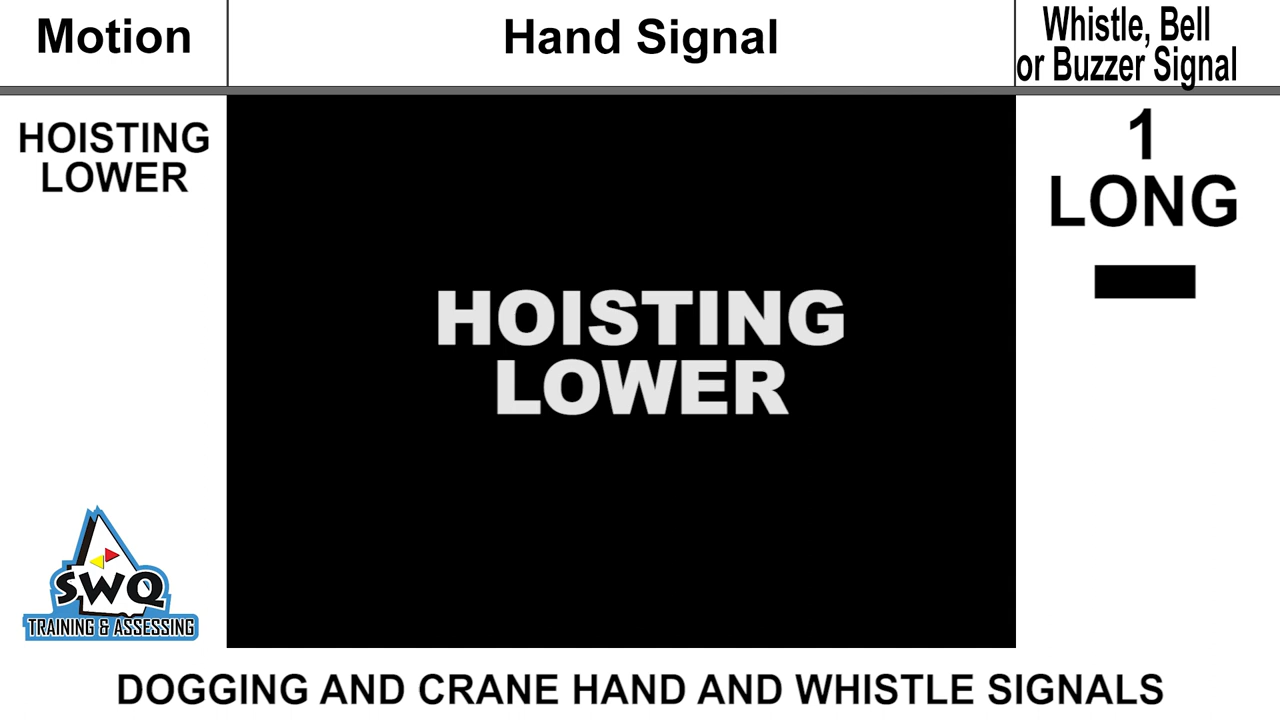 Motion
Hand Signal
Whistle, Bell
or Buzzer Signal
HOISTING
LOWER
HOISTING
LOWER
1
LONG
SWQ
TRAINING & ASSESSING
DOGGING AND CRANE HAND AND WHISTLE SIGNALS